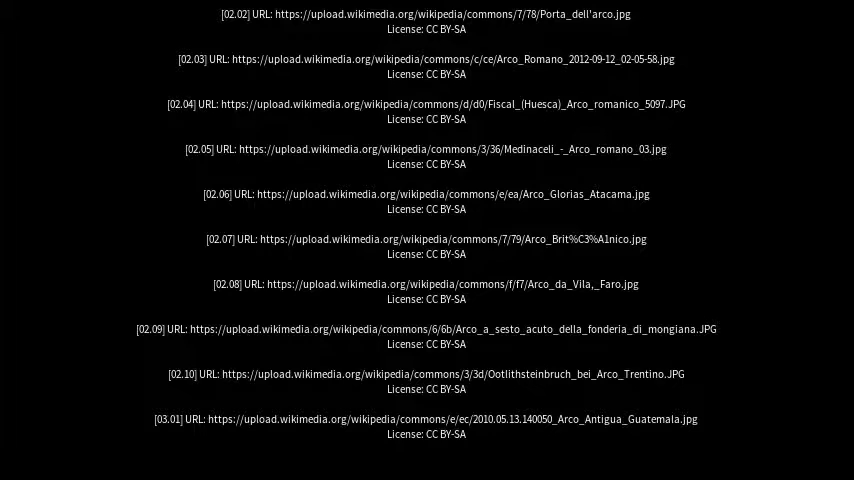 [02.02] URL: https://upload.wikimedia.org/wikipedia/commons/7/78/Porta_dell'arco.jpg
License: CC BY-SA
[02.03] URL: https://upload.wikimedia.org/wikipedia/commons/c/ce/Arco_Romano_2012-09-12_02-05-58.jpg
License: CC BY-SA
[02.04] URL: https://upload.wikimedia.org/wikipedia/commons/d/d0/Fiscal_(Huesca)_Arco_romanico_5097.JPG
License: CC BY-SA
[02.05] URL: https://upload.wikimedia.org/wikipedia/commons/3/36/Medinaceli_-_Arco_romano_03.jpg
License: CC BY-SA
[02.06] URL: https://upload.wikimedia.org/wikipedia/commons/e/ea/Arco_Glorias_Atacama.jpg
License: CC BY-SA
[02.07] URL: https://upload.wikimedia.org/wikipedia/commons/7/79/Arco_Brit%C3%A1nico.jpg
License: CC BY-SA
[02.08] URL: https://upload.wikimedia.org/wikipedia/commons/f/f7/Arco_da_Vila,_Faro.jpg
License: CC BY-SA
[02.09] URL: https://upload.wikimedia.org/wikipedia/commons/6/6b/Arco_a_sesto_acuto_della_fonderia_di_mongiana.JPG
License: CC BY-SA
[02.10] URL: https://upload.wikimedia.org/wikipedia/commons/3/3d/Ootlithsteinbruch_bei_Arco_Trentino.JPG
License: CC BY-SA
[03.01] URL: https://upload.wikimedia.org/wikipedia/commons/e/ec/2010.05.13.140050_Arco_Antigua_Guatemala.jpg
License: CC BY-SA